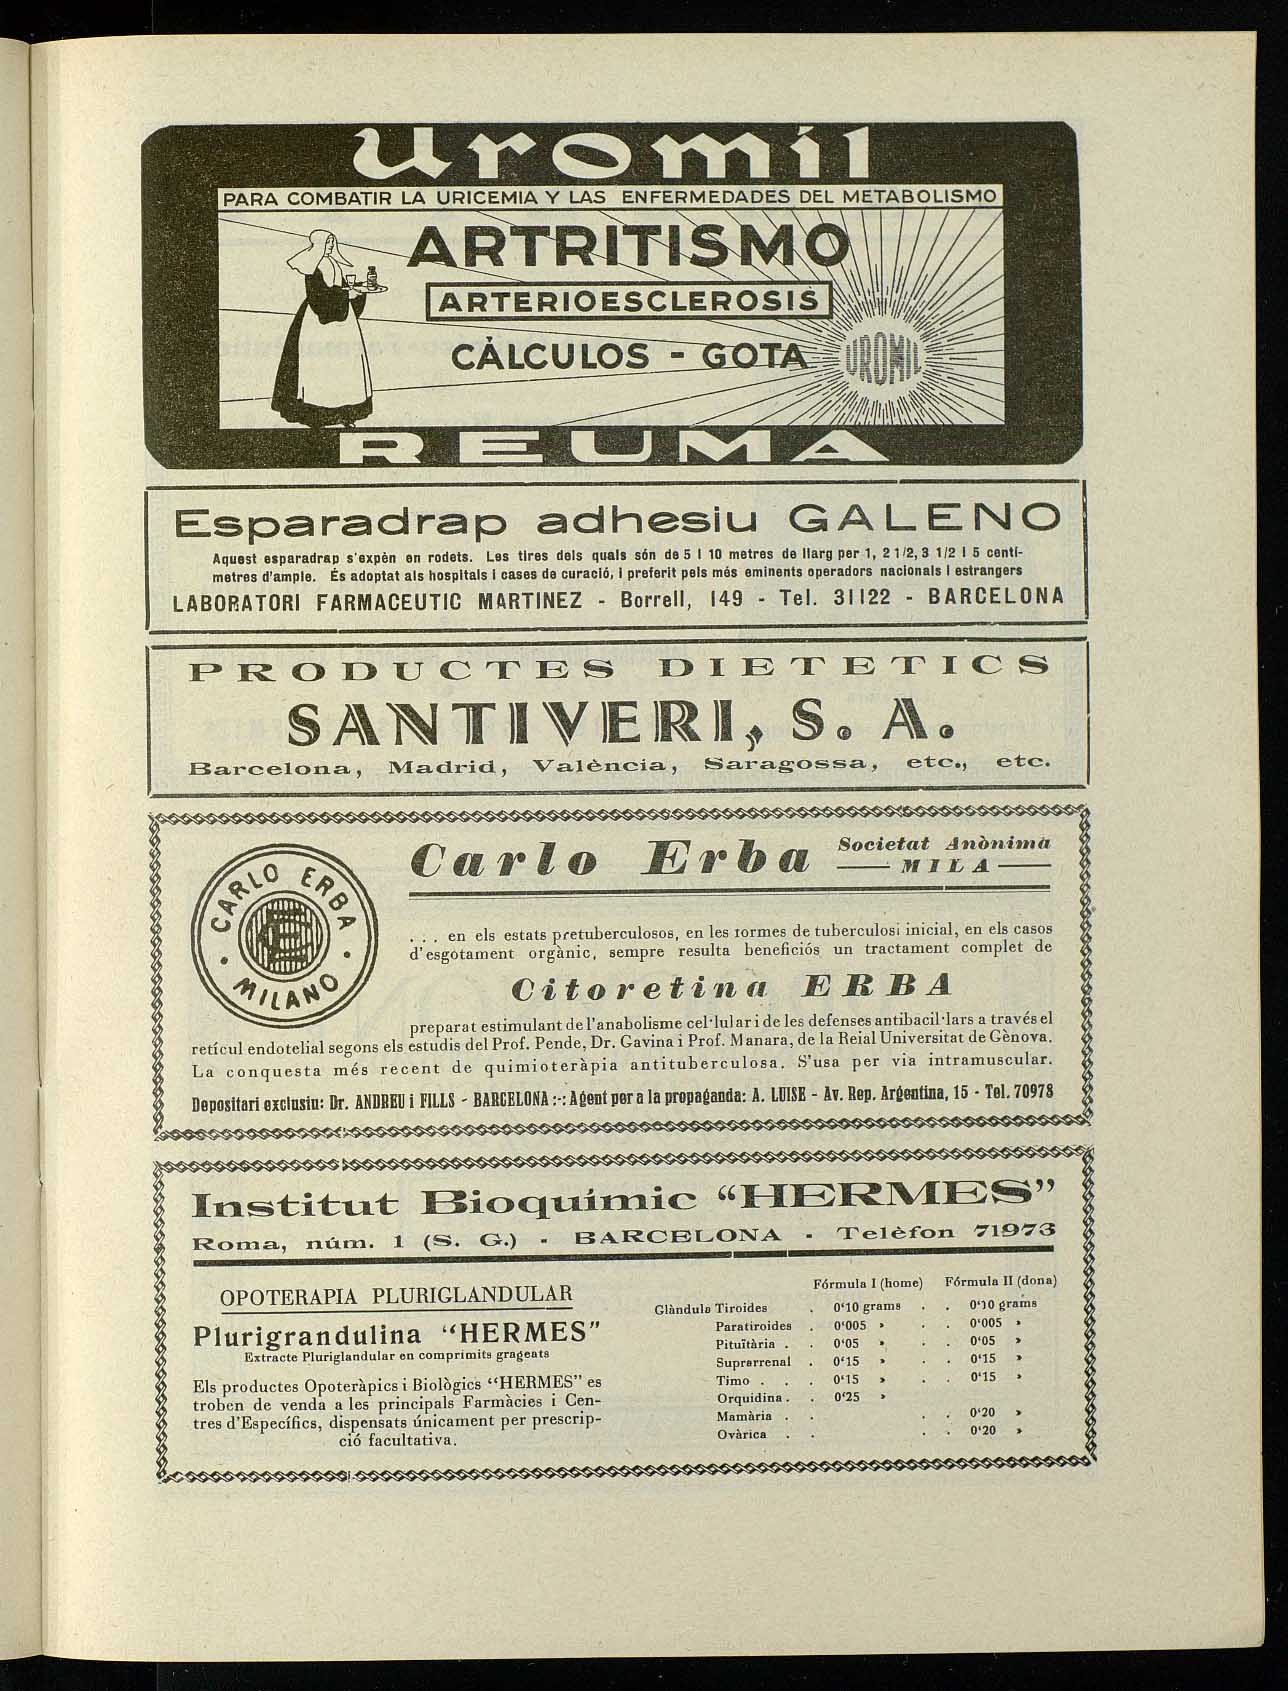 Uromil
PARA COMBATIR LA URICEMIA Y LAS ENFERMEDADES DEL METABOLISMO
ARTRITISMO
ARTERIOESCLEROSIS
CÁLCULOS - GOTA
UROMIL
REUMA
Esparadrap adhesiu GALENO
Aquest esparadrap s'expèn en rodets. Les tires dels quals són de 5 i 10 metres de llarg per 1, 2 1/2, 3 1/2 i 5 centí-
metres d'ample. És adoptat als hospitals i cases de curació, i preferit pels més eminents operadors nacionals i estrangers
LABORATORI FARMACEUTIC MARTINEZ - Borrell, 149 - Tel. 31122 - BARCELONA
PRODUCTES DIETETICS
SANTIVERI, S. A.
Barcelona, Madrid, València, Saragossa, etc., etc.
CARLO ERBA
MILANO
Carlo Erba Societat Anònima
MILA
. . . en els estats pretuberculosos, en les formes de tuberculosi inicial, en els casos
d'esgotament orgànic, sempre resulta beneficiós un tractament complet de
Citoretina ERBA
preparat estimulant de l'anabolisme cel·lular i de les defenses antibacil·lars a través el
retícul endotelial segons els estudis del Prof. Pende, Dr. Gavina i Prof. Manara, de la Reial Universitat de Gènova.
La conquesta més recent de quimioteràpia antituberculosa. S'usa per via intramuscular.
Depositari exclusiu: Dr. ANDREU i FILLS - BARCELONA :-: Agent per a la propaganda: A. LUISE - Av. Rep. Argentina, 15 - Tel. 70978
Institut Bioquímic "HERMES"
Roma, núm. 1 (S. G.) - BARCELONA - Telèfon 71973
OPOTERAPIA PLURIGLANDULAR
Plurigrandulina "HERMES"
Extracte Pluriglandular en comprimits grageats
Els productes Opoteràpics i Biològics "HERMES" es
troben de venda a les principals Farmàcies i Cen-
tres d'Específics, dispensats únicament per prescrip-
ció facultativa.
Fórmula I (home) Fórmula II (dona)
Glàndula Tiroides . 0'10 grams . . 0'10 grams
Paratiroides . 0'005 » . . 0'005 »
Pituïtària . . 0'05 » . . 0'05 »
Suprarrenal . 0'15 » . . 0'15 »
Timo . . . 0'15 » . . 0'15 »
Orquidina . . 0'25 »
Mamària . . . . 0'20 »
Ovàrica . . . . 0'20 »